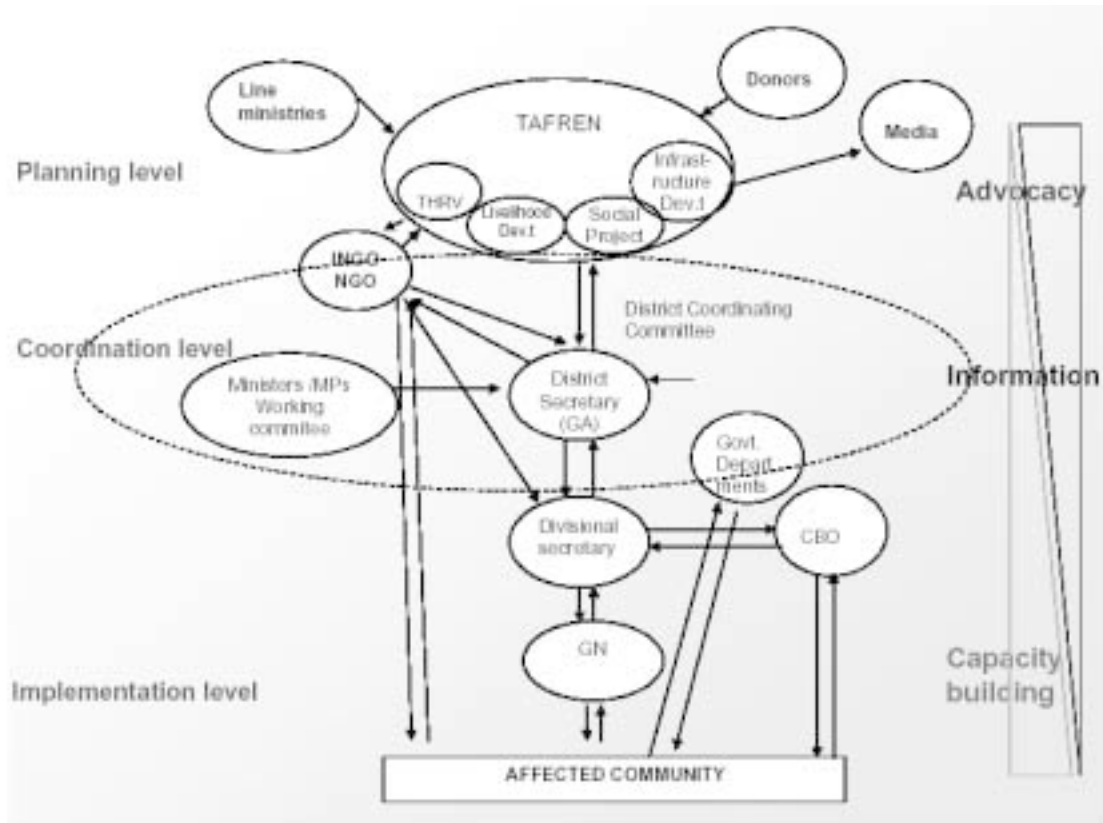 Line
ministries
Donors
TAFREN
Media
Planning level
Infrast-
ructure
Dev.t
Advocacy
THRV
Livelihood
Dev.t
Social
Project
INGO
NGO
District Coordinating
Committee
Coordination level
Information
Ministers /MPs
Working
commitee
District
Secretary
(GA)
Govt.
Depart
ments
Divisional
secretary
CBO
GN
Capacity
building
Implementation level
AFFECTED COMMUNITY